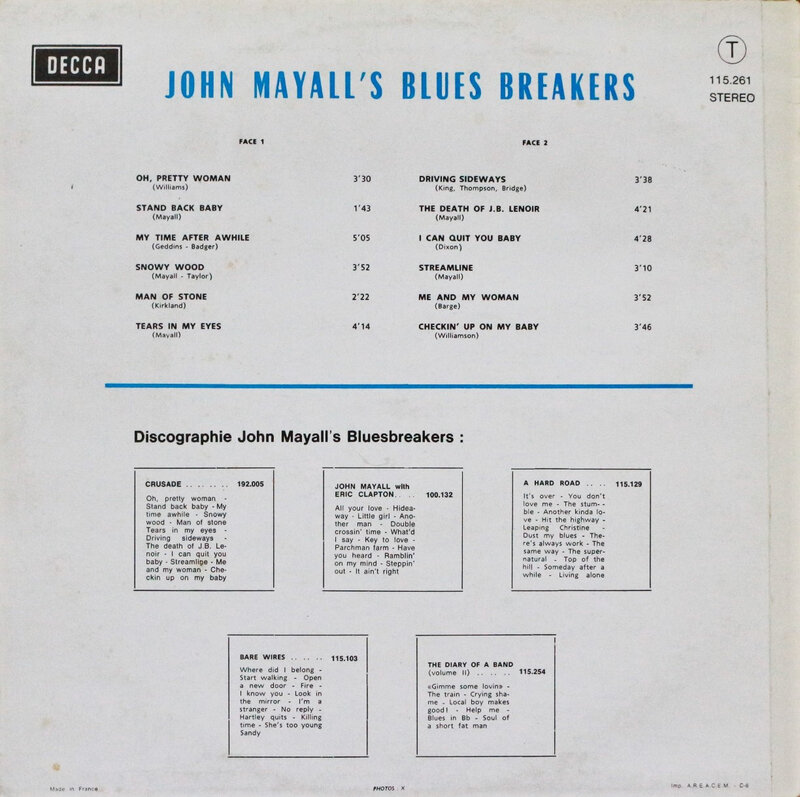 DECCA
JOHN MAYALL'S BLUES BREAKERS
T
115.261
STEREO
FACE 1
OH, PRETTY WOMAN 3'30
(Williams)
STAND BACK BABY 1'43
(Mayall)
MY TIME AFTER AWHILE 5'05
(Geddins - Badger)
SNOWY WOOD 3'52
(Mayall - Taylor)
MAN OF STONE 2'22
(Kirkland)
TEARS IN MY EYES 4'14
(Mayall)
FACE 2
DRIVING SIDEWAYS 3'38
(King, Thompson, Bridge)
THE DEATH OF J.B. LENOIR 4'21
(Mayall)
I CAN QUIT YOU BABY 4'28
(Dixon)
STREAMLINE 3'10
(Mayall)
ME AND MY WOMAN 3'52
(Barge)
CHECKIN' UP ON MY BABY 3'46
(Williamson)
Discographie John Mayall's Bluesbreakers :
CRUSADE .. .. .. .. 192.005
Oh, pretty woman -
Stand back baby - My
time awhile - Snowy
wood - Man of stone
Tears in my eyes -
Driving sideways -
The death of J.B. Le-
noir - I can quit you
baby - Streamlige - Me
and my woman - Che-
ckin up on my baby
JOHN MAYALL with
ERIC CLAPTON. . .. 100.132
All your love - Hidea-
way - Little girl - Ano-
ther man - Double
crossin' time - What'd
I say - Key to love -
Parchman farm - Have
you heard - Ramblin'
on my mind - Steppin'
out - It ain't right
A HARD ROAD .. .. 115.129
It's over - You don't
love me - The stum-
ble - Another kinda lo-
ve - Hit the highway -
Leaping Christine -
Dust my blues - The-
re's always work - The
same way - The super-
natural - Top of the
hill - Someday after a
while - Living alone
BARE WIRES .. .. .. 115.103
Where did I belong -
Start walking - Open
a new door - Fire -
I know you - Look in
the mirror - I'm a
stranger - No reply -
Hartley quits - Killing
time - She's too young
Sandy
THE DIARY OF A BAND
(volume II) .. .. .. 115.254
«Gimme some lovin» -
The train - Crying sha-
me - Local boy makes
good! - Help me -
Blues in Bb - Soul of
a short fat man
Made in France
PHOTOS X
Imp. A.R.E.A.C.E.M. - C-6